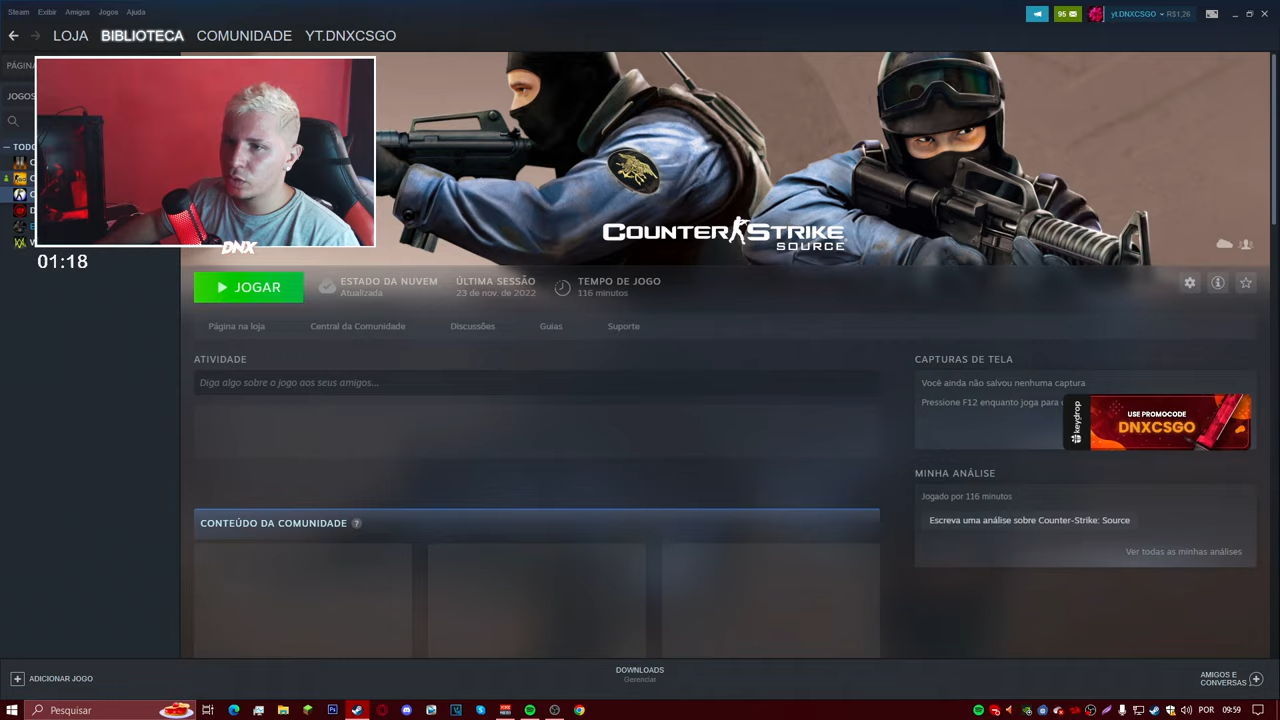 Steam Exibir Amigos Jogos Ajuda
95 yt.DNXCSGO R$1,26
LOJA BIBLIOTECA COMUNIDADE YT.DNXCSGO
JOGOS
DNX
01:18
COUNTER STRIKE
SOURCE
JOGAR
ESTADO DA NUVEM
Atualizada
ÚLTIMA SESSÃO
23 de nov. de 2022
TEMPO DE JOGO
116 minutos
Página na loja Central da Comunidade Discussões Guias Suporte
ATIVIDADE
Diga algo sobre o jogo aos seus amigos...
CONTEÚDO DA COMUNIDADE ?
CAPTURAS DE TELA
Você ainda não salvou nenhuma captura
Pressione F12 enquanto joga para
keydrop
USE PROMOCODE
DNXCSGO
MINHA ANÁLISE
Jogado por 116 minutos
Escreva uma análise sobre Counter-Strike: Source
Ver todas as minhas análises
ADICIONAR JOGO
DOWNLOADS
Gerenciar
AMIGOS E
CONVERSAS
Pesquisar
POR 09:59